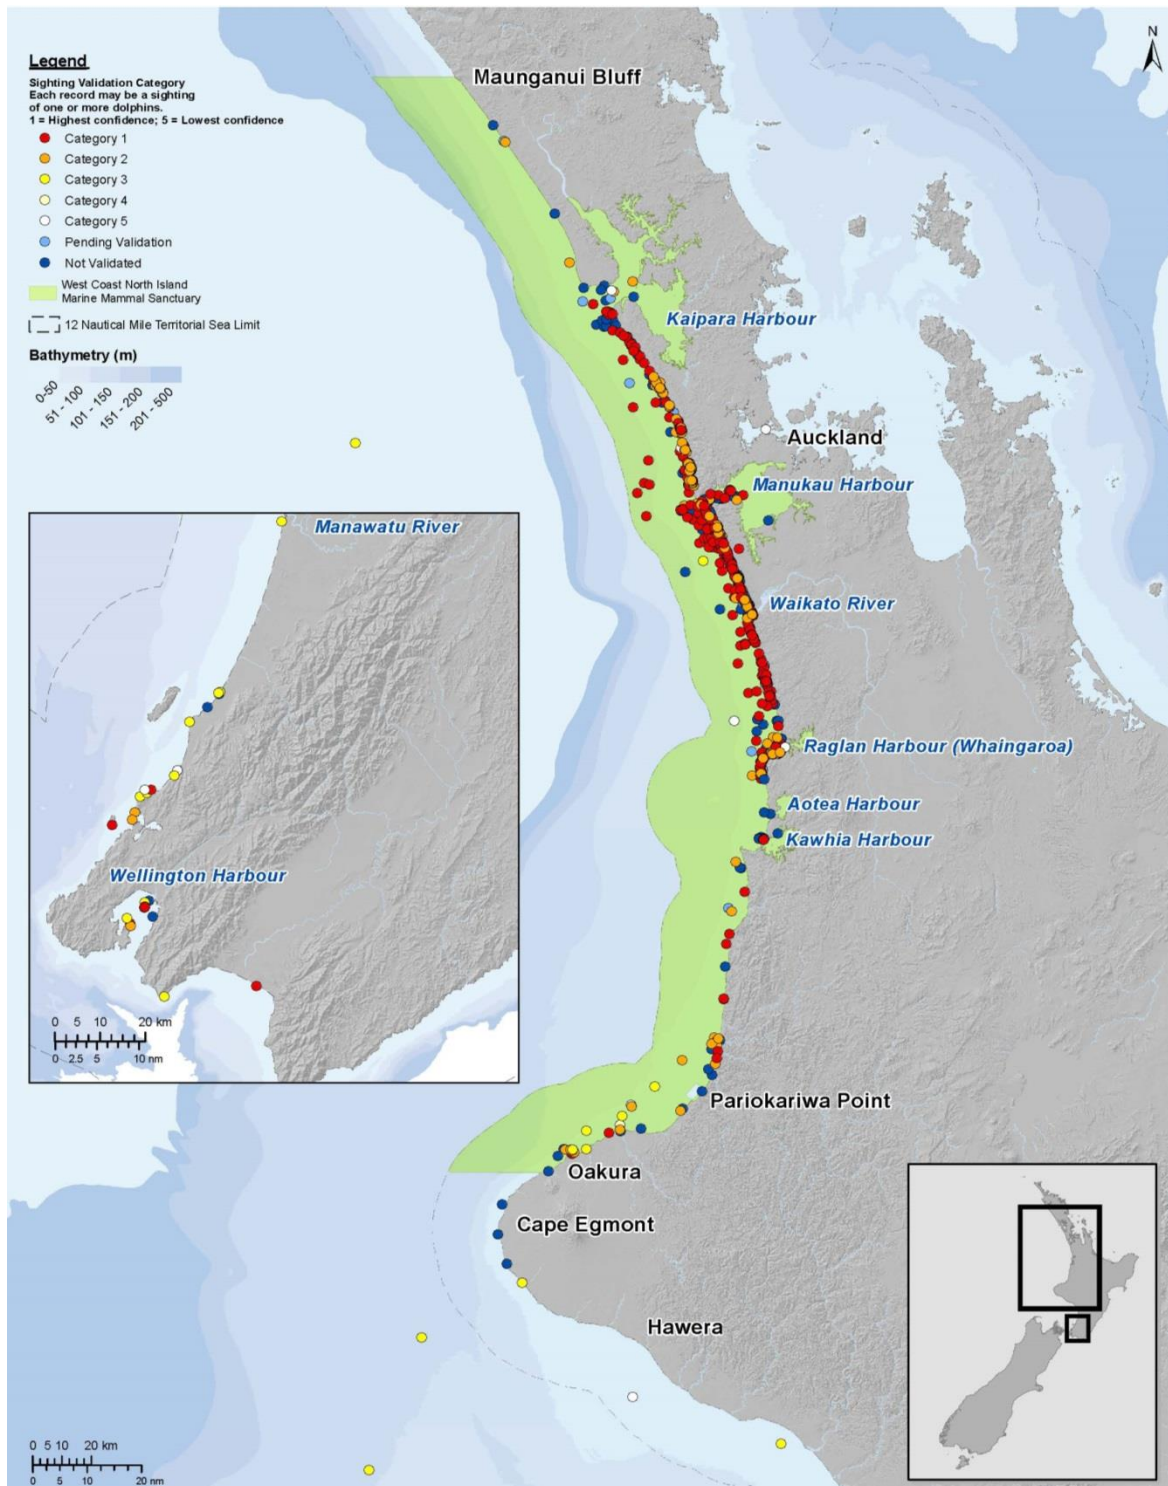 N
Legend
Sighting Validation Category
Each record may be a sighting
of one or more dolphins.
1 = Highest confidence; 5 = Lowest confidence
Category 1
Category 2
Category 3
Category 4
Category 5
Pending Validation
Not Validated
West Coast North Island
Marine Mammal Sanctuary
12 Nautical Mile Territorial Sea Limit
Bathymetry (m)
0-50
51 - 100
101 - 150
151 - 200
201 - 500
Maunganui Bluff
Kaipara Harbour
Auckland
Manukau Harbour
Waikato River
Raglan Harbour (Whaingaroa)
Aotea Harbour
Kawhia Harbour
Pariokariwa Point
Oakura
Cape Egmont
Hawera
Manawatu River
Wellington Harbour
0 5 10 20 km
0 2.5 5 10 nm
0 5 10 20 km
0 5 10 20 nm